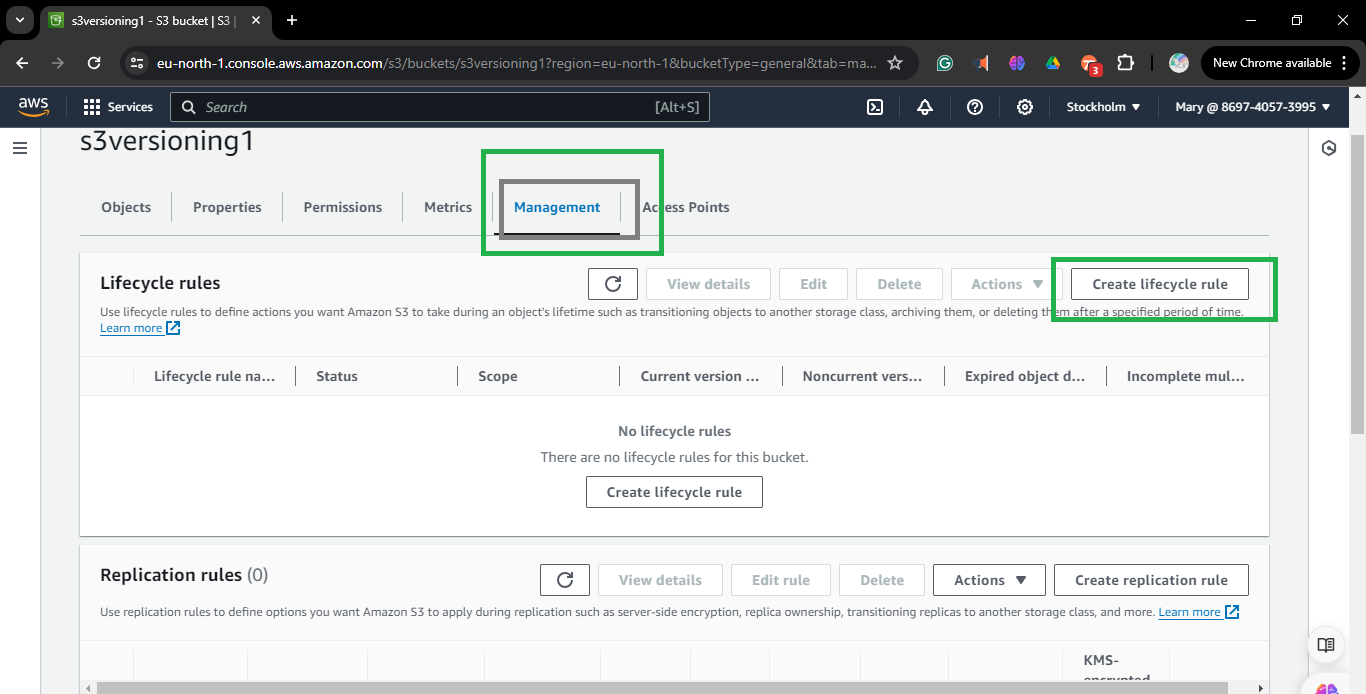 s3versioning1 - S3 bucket | S3 |
eu-north-1.console.aws.amazon.com/s3/buckets/s3versioning1?region=eu-north-1&bucketType=general&tab=ma...
3
New Chrome available
aws
Services
Search
[Alt+S]
Stockholm
Mary @ 8697-4057-3995
s3versioning1
Objects
Properties
Permissions
Metrics
Management
Access Points
Lifecycle rules
View details
Edit
Delete
Actions
Create lifecycle rule
Use lifecycle rules to define actions you want Amazon S3 to take during an object's lifetime such as transitioning objects to another storage class, archiving them, or deleting them after a specified period of time.
Learn more
Lifecycle rule na...
Status
Scope
Current version ...
Noncurrent vers...
Expired object d...
Incomplete mul...
No lifecycle rules
There are no lifecycle rules for this bucket.
Create lifecycle rule
Replication rules (0)
View details
Edit rule
Delete
Actions
Create replication rule
Use replication rules to define options you want Amazon S3 to apply during replication such as server-side encryption, replica ownership, transitioning replicas to another storage class, and more. Learn more
KMS-
encrypted